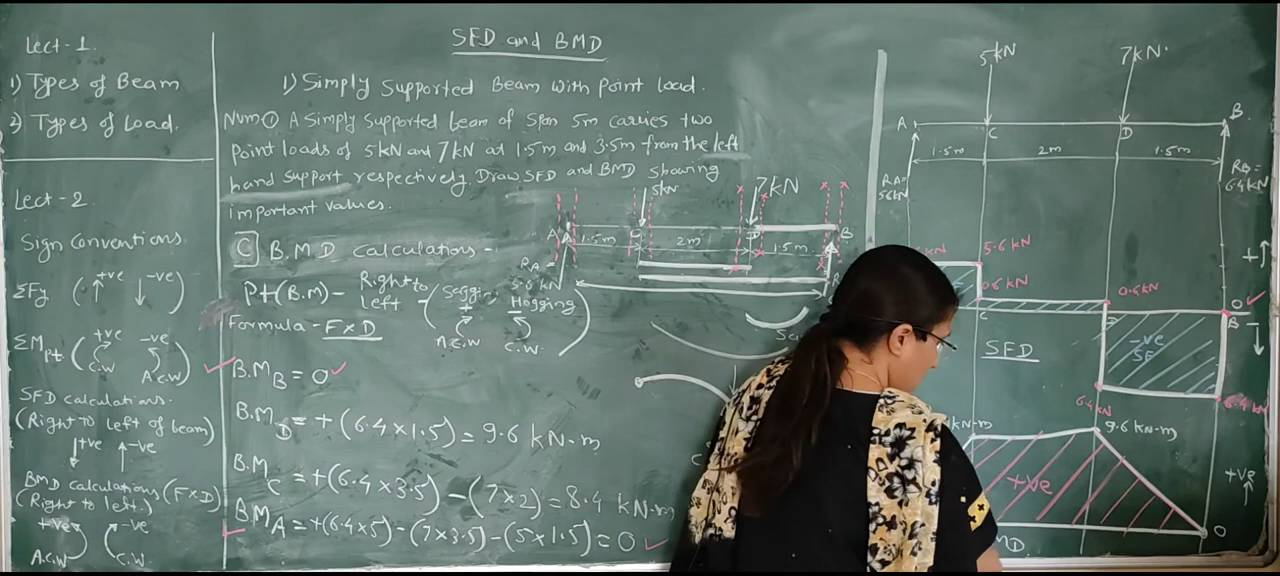 Lect-1.
1) Types of Beam
2) Types of Load.
Lect-2
Sign Conventions.
ΣFy (+ve ↑ -ve ↓)
ΣM Pt (+ve C.W -ve A.C.W)
SFD calculations.
(Right to left of beam)
↓+ve ↑-ve
BMD calculations (F×D)
(Right to left.)
+ve -ve
A.C.W C.W.
SFD and BMD
1) Simply Supported Beam with Point Load.
Num① A Simply Supported beam of Span 5m carries two
Point loads of 5kN and 7kN at 1.5m and 3.5m from the left
hand support respectively. Draw SFD and BMD showing
important values.
C B.M.D Calculations -
Pt(B.M) - Right to Left - (Sagging + A.C.W Hogging - C.W.)
Formula - F×D
B.M_B = 0
B.M_D = +(6.4×1.5) = 9.6 kN-m
B.M_C = +(6.4×3.5) - (7×2) = 8.4 kN-m
B.M_A = +(6.4×5) - (7×3.5) - (5×1.5) = 0
5kN 7kN
A C D B
1.5m 2m 1.5m
RA = 5.6 kN
5kN 7kN
A C D B
1.5m 2m 1.5m
RA = 5.6kN
RB = 6.4kN
5.6 kN
0.6kN 0.6kN
C D B 0
+
-
SFD
-ve SF
6.4kN 6.4kN
kN-m 9.6 kN-m
+ve
+ve
0
MD.